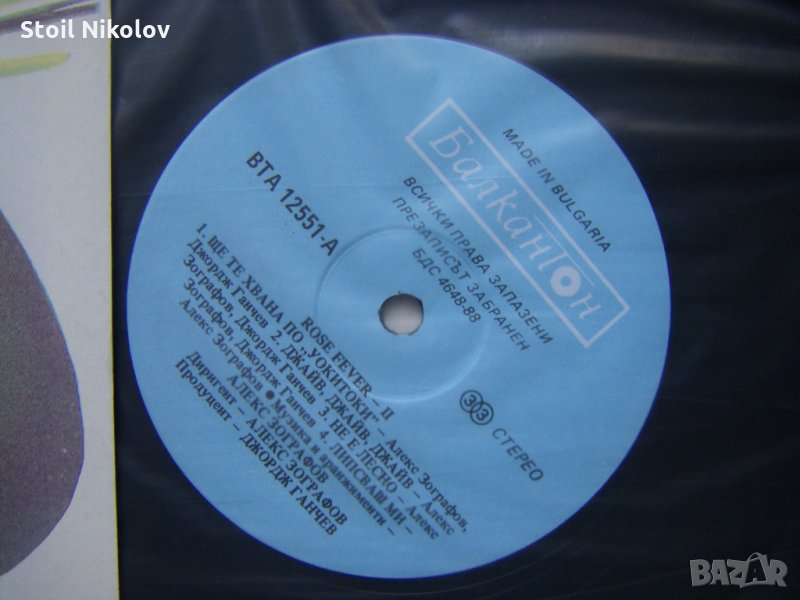 Stoil Nikolov
MADE IN BULGARIA
Балкантон
ВСИЧКИ ПРАВА ЗАПАЗЕНИ
ПРЕЗАПИСЪТ ЗАБРАНЕН
БДС 4648-88
ВТА 12551-А
33 СТЕРЕО
ROSE FEVER – II
1. ЩЕ ТЕ ХВАНА ПО „УОКИТОКИ“ – Алекс Зографов,
Джордж Ганчев 2. ДЖАЙВ, ДЖАЙВ, ДЖАЙВ – Алекс
Зографов, Джордж Ганчев 3. НЕ Е ЛЕСНО – Алекс
Зографов, Джордж Ганчев 4. ЛИПСВАШ МИ –
Алекс Зографов • Музика и аранжименти –
АЛЕКС ЗОГРАФОВ
Диригент – АЛЕКС ЗОГРАФОВ
Продуцент – ДЖОРДЖ ГАНЧЕВ
BAZAR